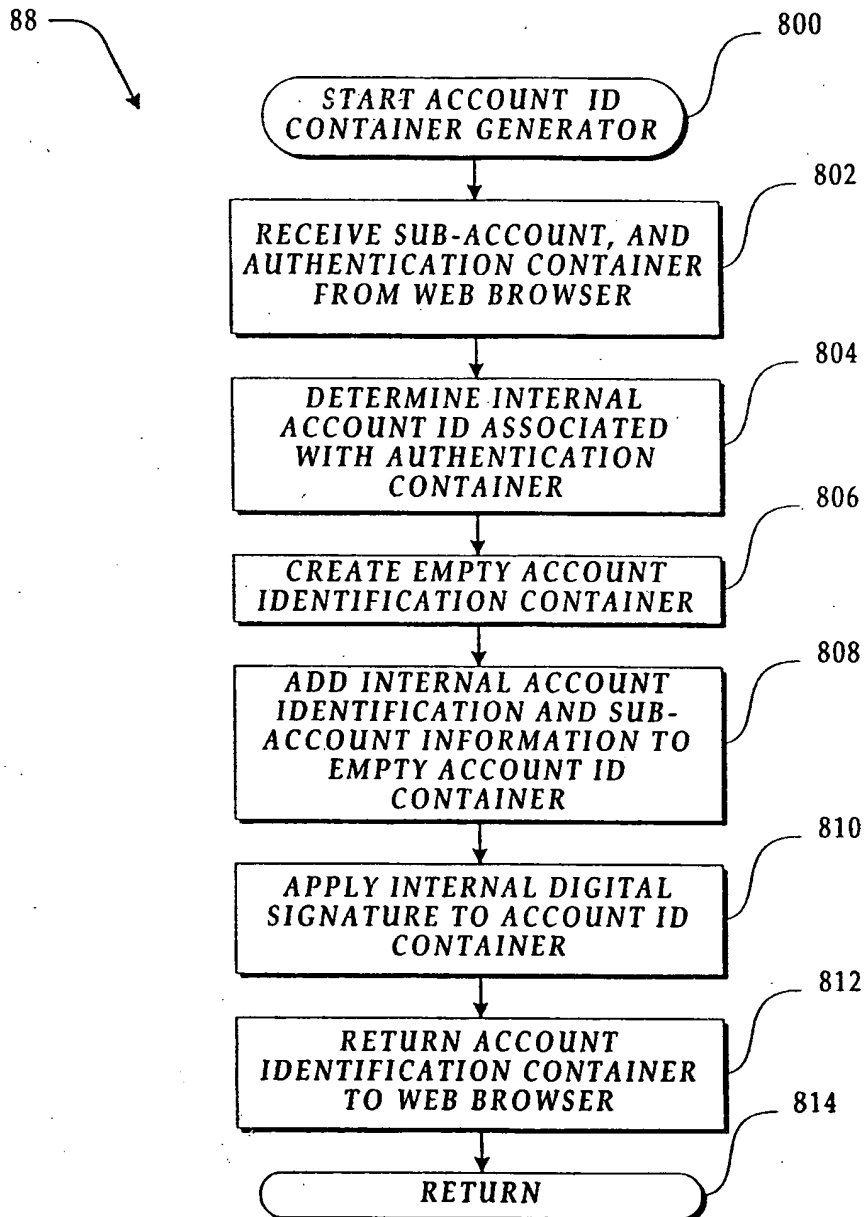 88
800
START ACCOUNT ID
CONTAINER GENERATOR
802
RECEIVE SUB-ACCOUNT, AND
AUTHENTICATION CONTAINER
FROM WEB BROWSER
804
DETERMINE INTERNAL
ACCOUNT ID ASSOCIATED
WITH AUTHENTICATION
CONTAINER
806
CREATE EMPTY ACCOUNT
IDENTIFICATION CONTAINER
808
ADD INTERNAL ACCOUNT
IDENTIFICATION AND SUB-
ACCOUNT INFORMATION TO
EMPTY ACCOUNT ID
CONTAINER
810
APPLY INTERNAL DIGITAL
SIGNATURE TO ACCOUNT ID
CONTAINER
812
RETURN ACCOUNT
IDENTIFICATION CONTAINER
TO WEB BROWSER
814
RETURN